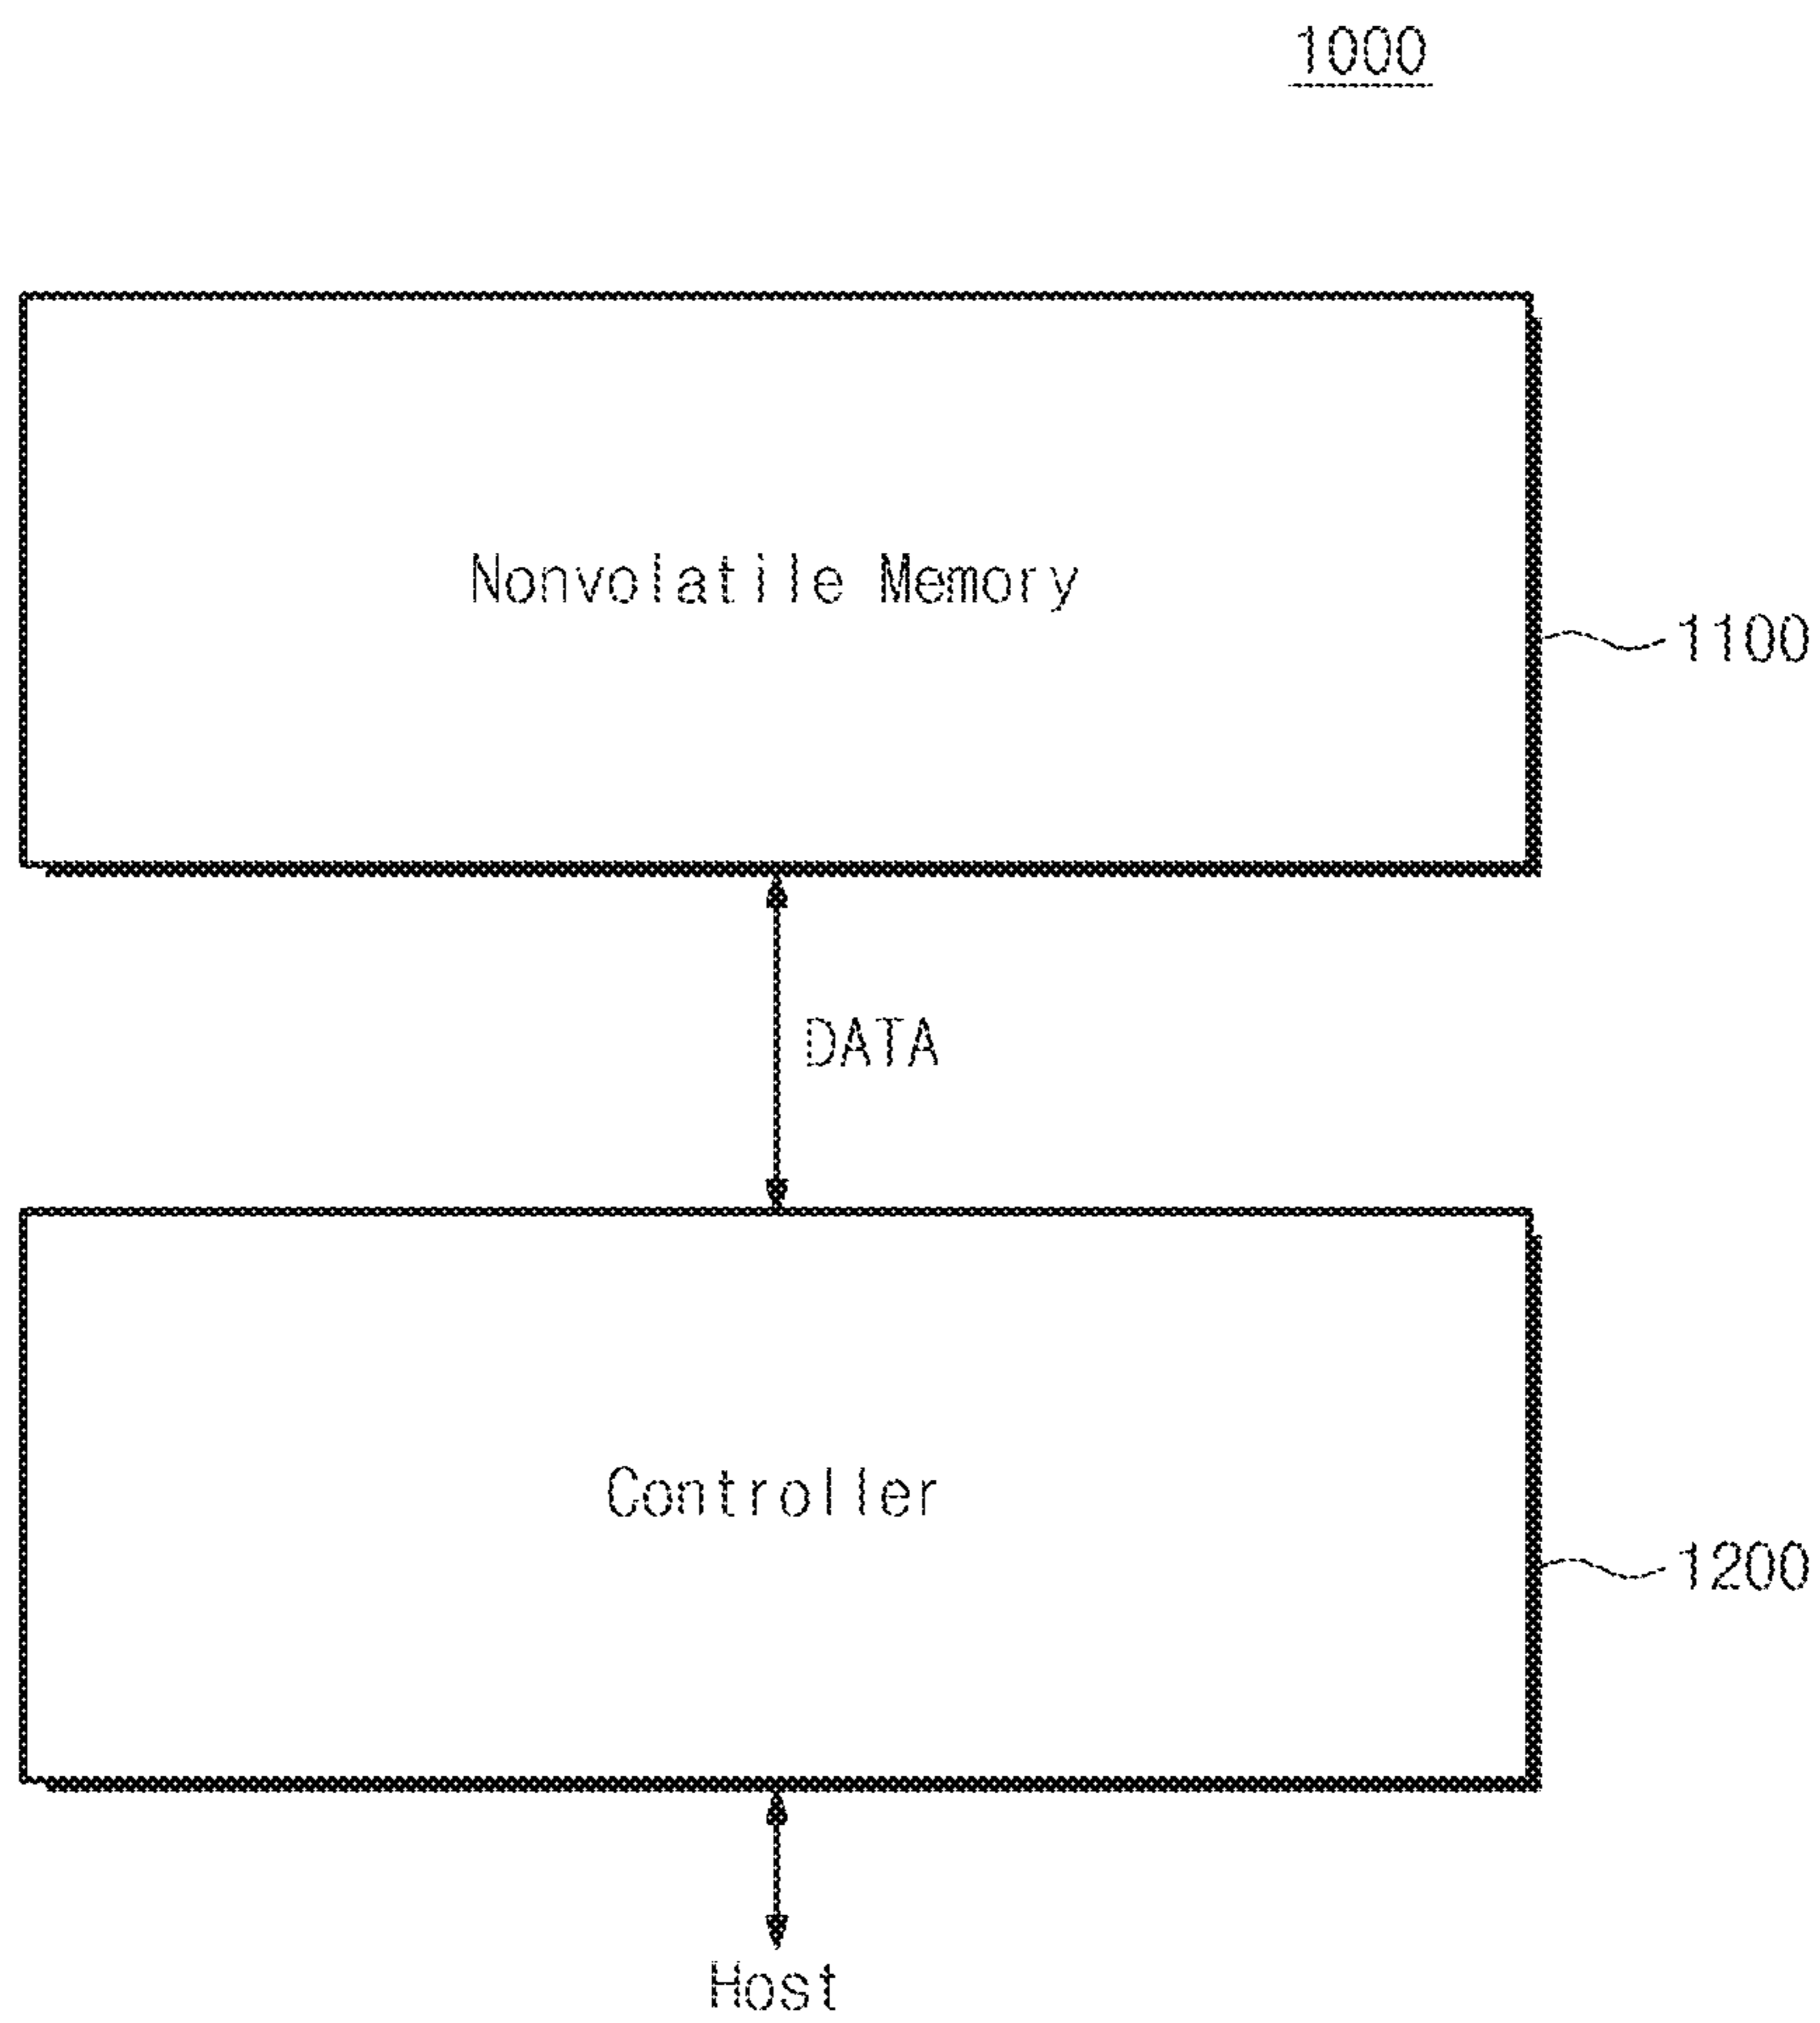 1000
Nonvolatile Memory
1100
DATA
Controller
1200
Host